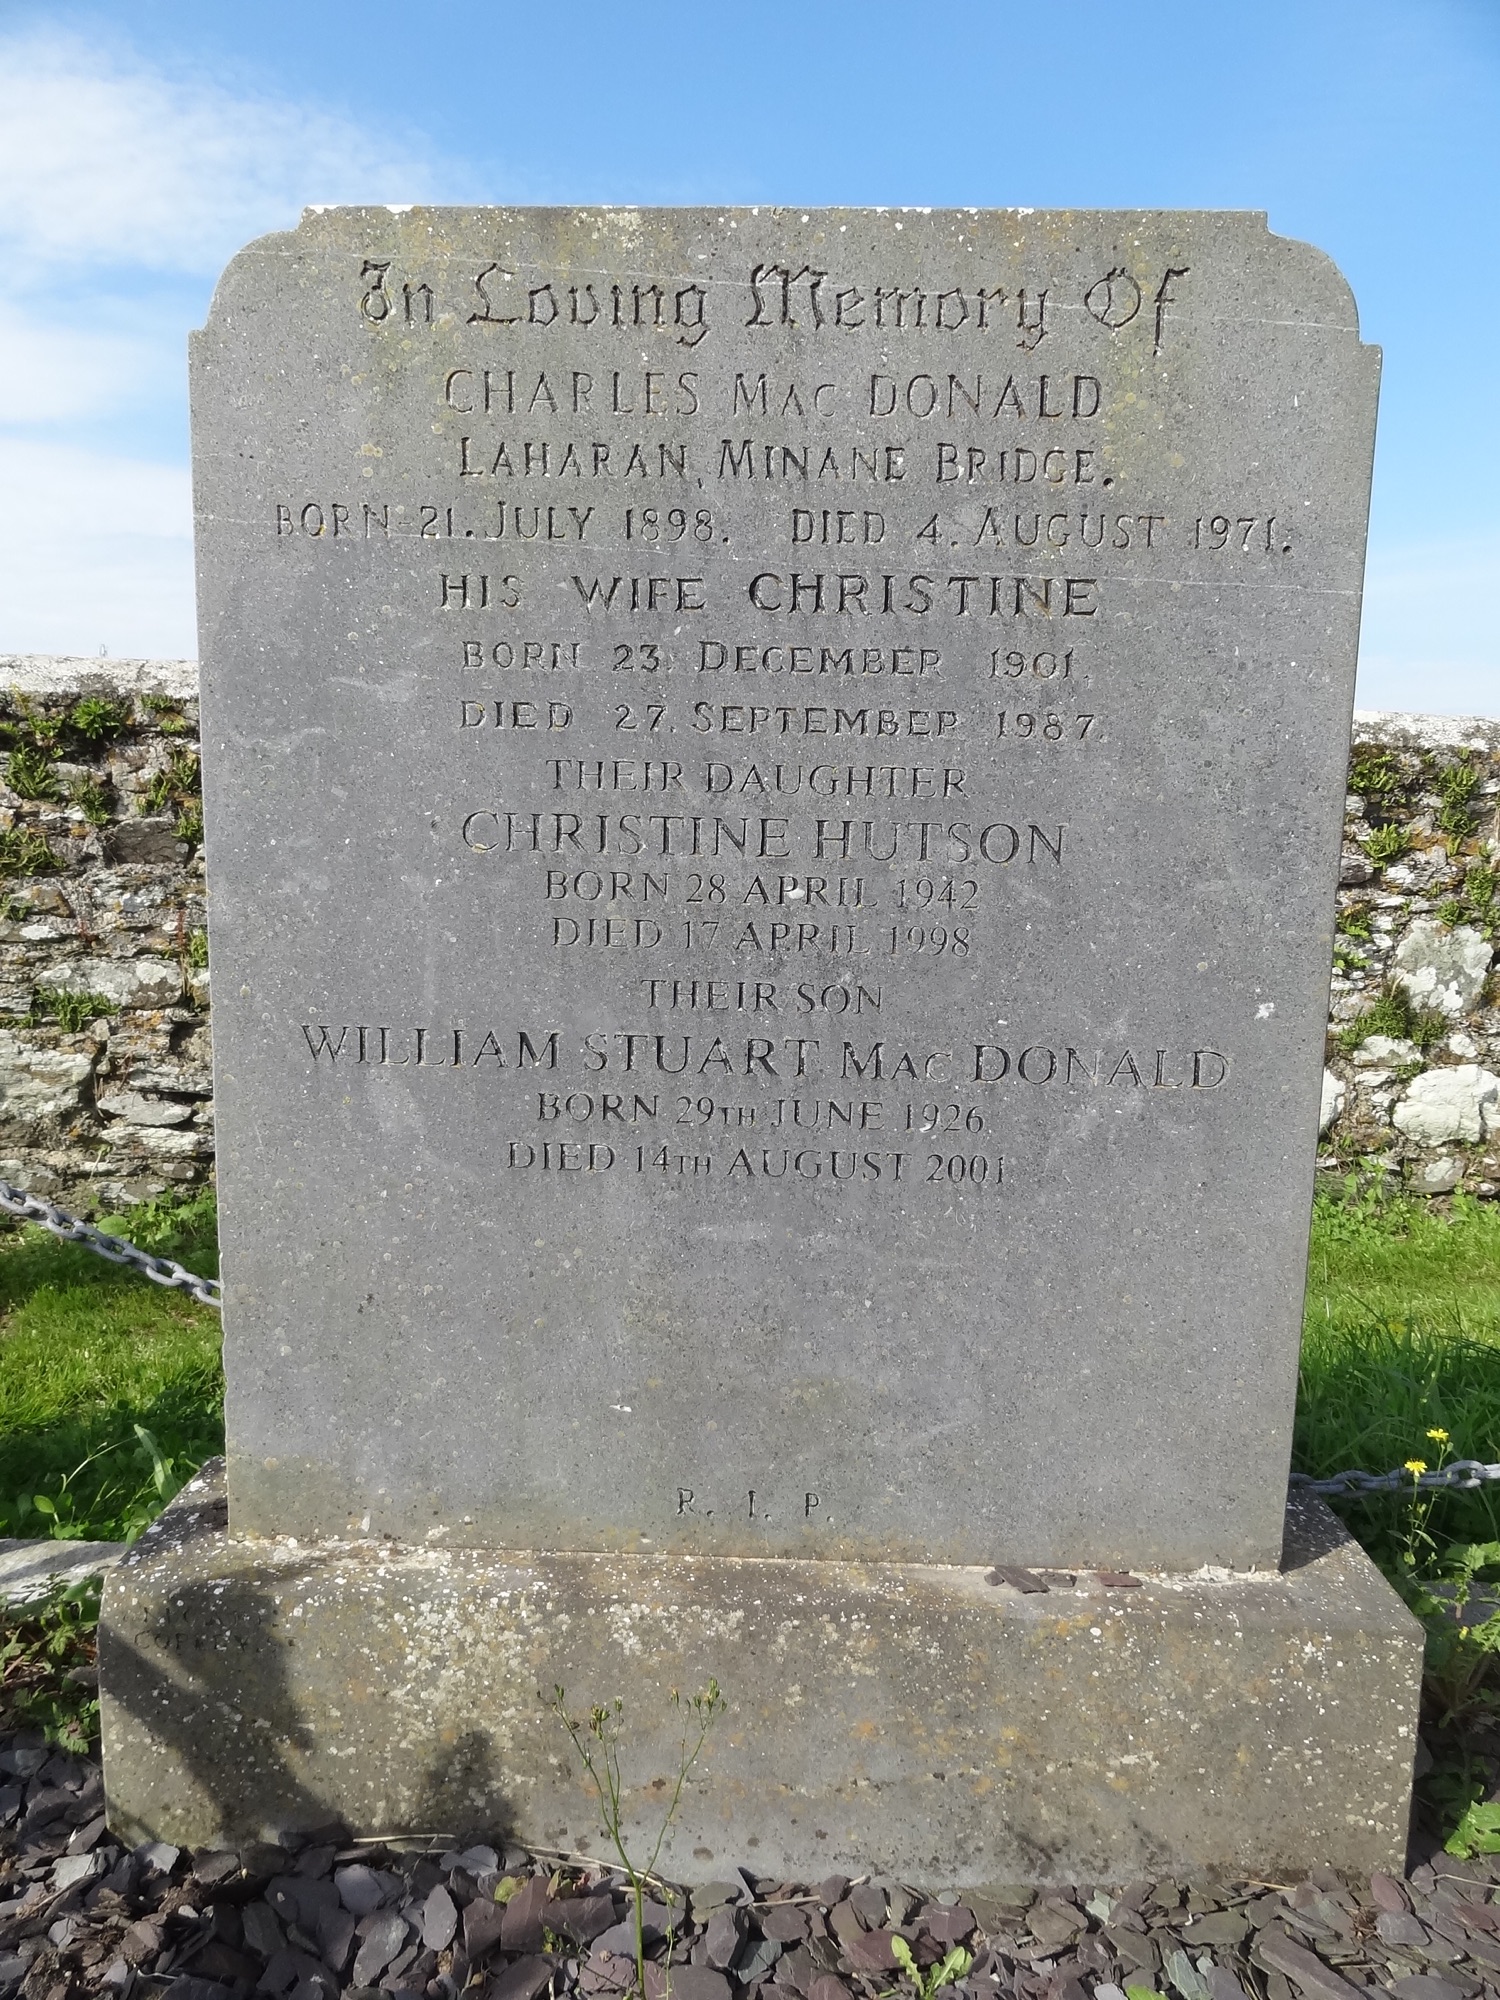 In Loving Memory Of
CHARLES MAC DONALD
LAHARAN, MINANE BRIDGE.
BORN - 21. JULY 1898. DIED 4. AUGUST 1971.
HIS WIFE CHRISTINE
BORN 23. DECEMBER 1901.
DIED 27. SEPTEMBER 1987.
THEIR DAUGHTER
CHRISTINE HUTSON
BORN 28 APRIL 1942
DIED 17 APRIL 1998
THEIR SON
WILLIAM STUART MAC DONALD
BORN 29TH JUNE 1926
DIED 14TH AUGUST 2001
R. I. P.